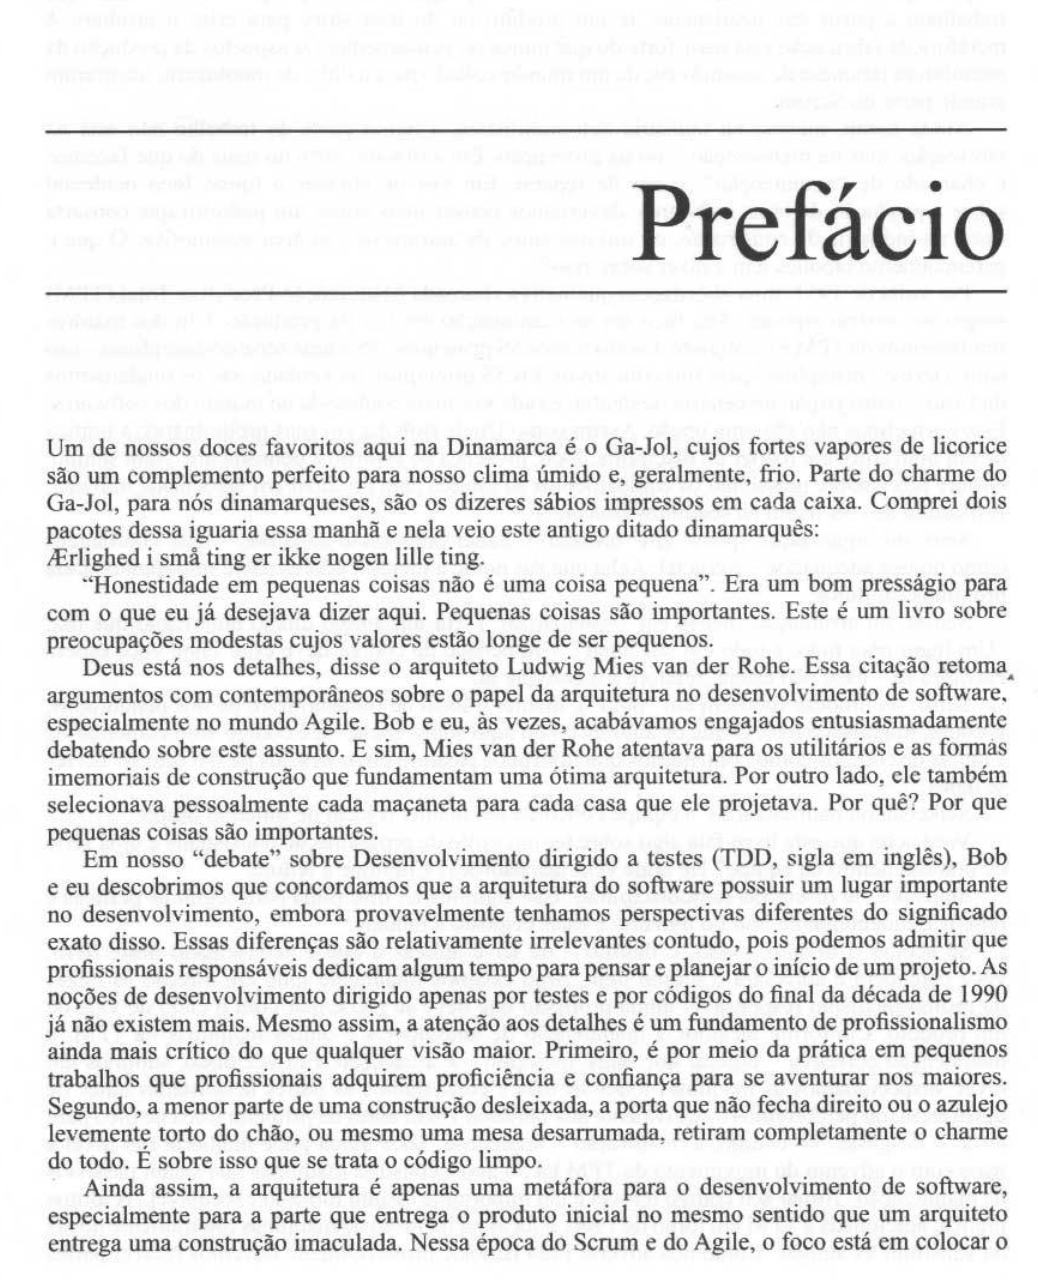 Prefácio
Um de nossos doces favoritos aqui na Dinamarca é o Ga-Jol, cujos fortes vapores de licorice
são um complemento perfeito para nosso clima úmido e, geralmente, frio. Parte do charme do
Ga-Jol, para nós dinamarqueses, são os dizeres sábios impressos em cada caixa. Comprei dois
pacotes dessa iguaria essa manhã e nela veio este antigo ditado dinamarquês:
Ærlighed i små ting er ikke nogen lille ting.
“Honestidade em pequenas coisas não é uma coisa pequena”. Era um bom presságio para
com o que eu já desejava dizer aqui. Pequenas coisas são importantes. Este é um livro sobre
preocupações modestas cujos valores estão longe de ser pequenos.
Deus está nos detalhes, disse o arquiteto Ludwig Mies van der Rohe. Essa citação retoma
argumentos com contemporâneos sobre o papel da arquitetura no desenvolvimento de software,
especialmente no mundo Agile. Bob e eu, às vezes, acabávamos engajados entusiasmadamente
debatendo sobre este assunto. E sim, Mies van der Rohe atentava para os utilitários e as formas
imemoriais de construção que fundamentam uma ótima arquitetura. Por outro lado, ele também
selecionava pessoalmente cada maçaneta para cada casa que ele projetava. Por quê? Por que
pequenas coisas são importantes.
Em nosso “debate” sobre Desenvolvimento dirigido a testes (TDD, sigla em inglês), Bob
e eu descobrimos que concordamos que a arquitetura do software possuir um lugar importante
no desenvolvimento, embora provavelmente tenhamos perspectivas diferentes do significado
exato disso. Essas diferenças são relativamente irrelevantes contudo, pois podemos admitir que
profissionais responsáveis dedicam algum tempo para pensar e planejar o início de um projeto. As
noções de desenvolvimento dirigido apenas por testes e por códigos do final da década de 1990
já não existem mais. Mesmo assim, a atenção aos detalhes é um fundamento de profissionalismo
ainda mais crítico do que qualquer visão maior. Primeiro, é por meio da prática em pequenos
trabalhos que profissionais adquirem proficiência e confiança para se aventurar nos maiores.
Segundo, a menor parte de uma construção desleixada, a porta que não fecha direito ou o azulejo
levemente torto do chão, ou mesmo uma mesa desarrumada, retiram completamente o charme
do todo. É sobre isso que se trata o código limpo.
Ainda assim, a arquitetura é apenas uma metáfora para o desenvolvimento de software,
especialmente para a parte que entrega o produto inicial no mesmo sentido que um arquiteto
entrega uma construção imaculada. Nessa época do Scrum e do Agile, o foco está em colocar o